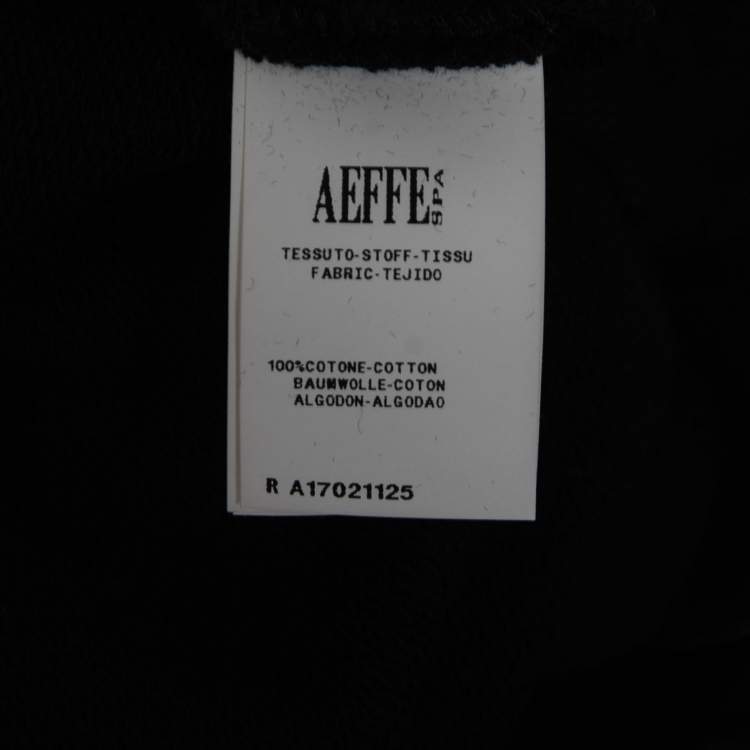 AEFFE SPA
TESSUTO-STOFF-TISSU
FABRIC-TEJIDO
100%COTONE-COTTON
BAUMWOLLE-COTON
ALGODON-ALGODAO
R A17021125